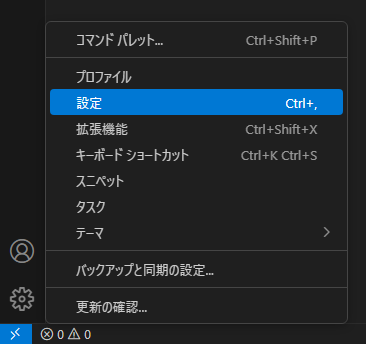 コマンド パレット... Ctrl+Shift+P
プロファイル
設定 Ctrl+,
拡張機能 Ctrl+Shift+X
キーボード ショートカット Ctrl+K Ctrl+S
スニペット
タスク
テーマ
バックアップと同期の設定...
更新の確認...
0 0